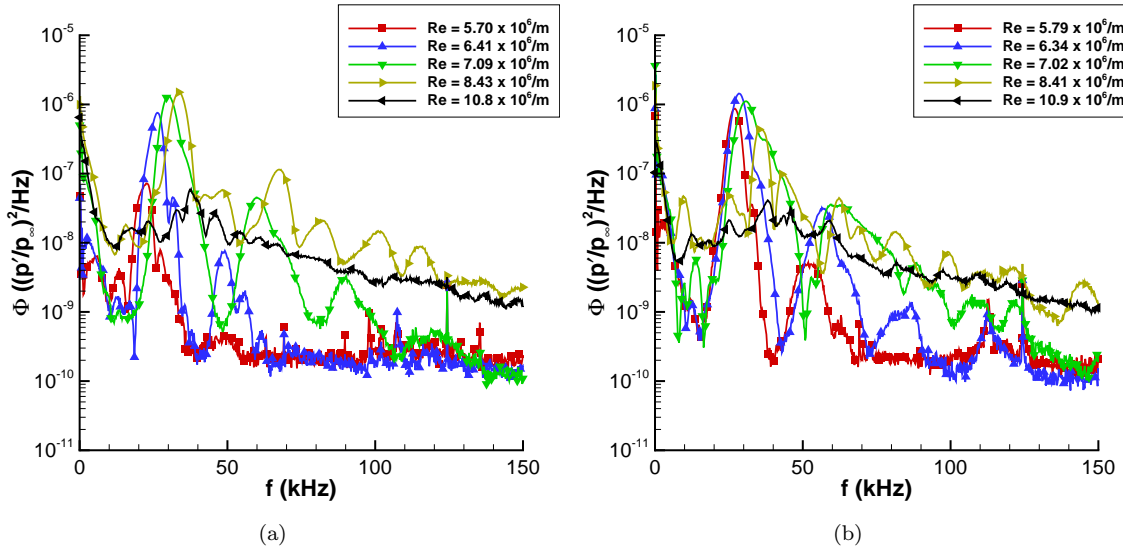 Re = 5.70 x 10⁶/m
Re = 6.41 x 10⁶/m
Re = 7.09 x 10⁶/m
Re = 8.43 x 10⁶/m
Re = 10.8 x 10⁶/m
10⁻⁵
10⁻⁶
10⁻⁷
10⁻⁸
10⁻⁹
10⁻¹⁰
10⁻¹¹
Φ ((p′/p∞)²/Hz)
0 50 100 150
f (kHz)
(a)
Re = 5.79 x 10⁶/m
Re = 6.34 x 10⁶/m
Re = 7.02 x 10⁶/m
Re = 8.41 x 10⁶/m
Re = 10.9 x 10⁶/m
10⁻⁵
10⁻⁶
10⁻⁷
10⁻⁸
10⁻⁹
10⁻¹⁰
10⁻¹¹
Φ ((p′/p∞)²/Hz)
0 50 100 150
f (kHz)
(b)